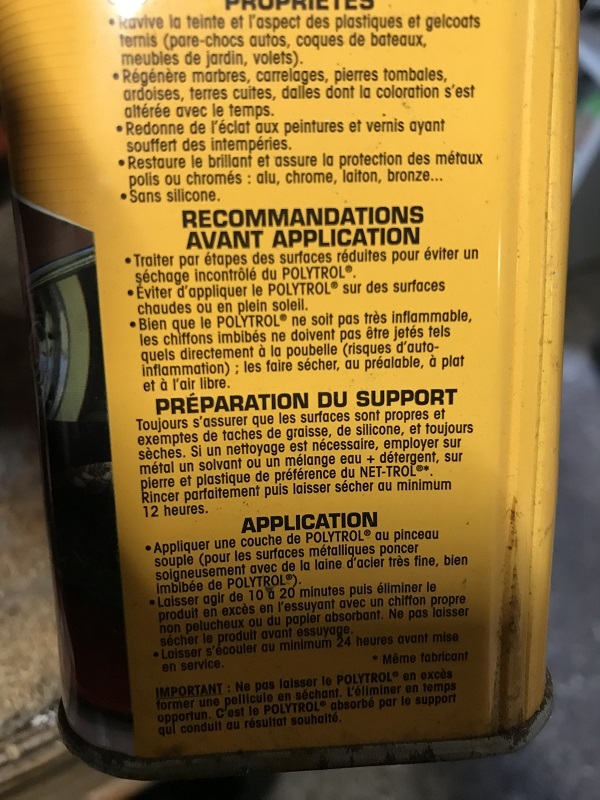 PROPRIÉTÉS
• Ravive la teinte et l'aspect des plastiques et gelcoats
ternis (pare-chocs autos, coques de bateaux,
meubles de jardin, volets).
• Régénère marbres, carrelages, pierres tombales,
ardoises, terres cuites, dalles dont la coloration s'est
altérée avec le temps.
• Redonne de l'éclat aux peintures et vernis ayant
souffert des intempéries.
• Restaure le brillant et assure la protection des métaux
polis ou chromés : alu, chrome, laiton, bronze...
• Sans silicone.
RECOMMANDATIONS
AVANT APPLICATION
• Traiter par étapes des surfaces réduites pour éviter un
séchage incontrôlé du POLYTROL®.
• Éviter d'appliquer le POLYTROL® sur des surfaces
chaudes ou en plein soleil.
• Bien que le POLYTROL® ne soit pas très inflammable,
les chiffons imbibés ne doivent pas être jetés tels
quels directement à la poubelle (risques d'auto-
inflammation) ; les faire sécher, au préalable, à plat
et à l'air libre.
PRÉPARATION DU SUPPORT
Toujours s'assurer que les surfaces sont propres et
exemptes de taches de graisse, de silicone, et toujours
sèches. Si un nettoyage est nécessaire, employer sur
métal un solvant ou un mélange eau + détergent, sur
pierre et plastique de préférence du NET-TROL®*.
Rincer parfaitement puis laisser sécher au minimum
12 heures.
APPLICATION
• Appliquer une couche de POLYTROL® au pinceau
souple (pour les surfaces métalliques poncer
soigneusement avec de la laine d'acier très fine, bien
imbibée de POLYTROL®).
• Laisser agir de 10 à 20 minutes puis éliminer le
produit en excès en l'essuyant avec un chiffon propre
non pelucheux ou du papier absorbant. Ne pas laisser
sécher le produit avant essuyage.
• Laisser s'écouler au minimum 24 heures avant mise
en service.
* Même fabricant
IMPORTANT : Ne pas laisser le POLYTROL® en excès
former une pellicule en séchant. L'éliminer en temps
opportun. C'est le POLYTROL® absorbé par le support
qui conduit au résultat souhaité.